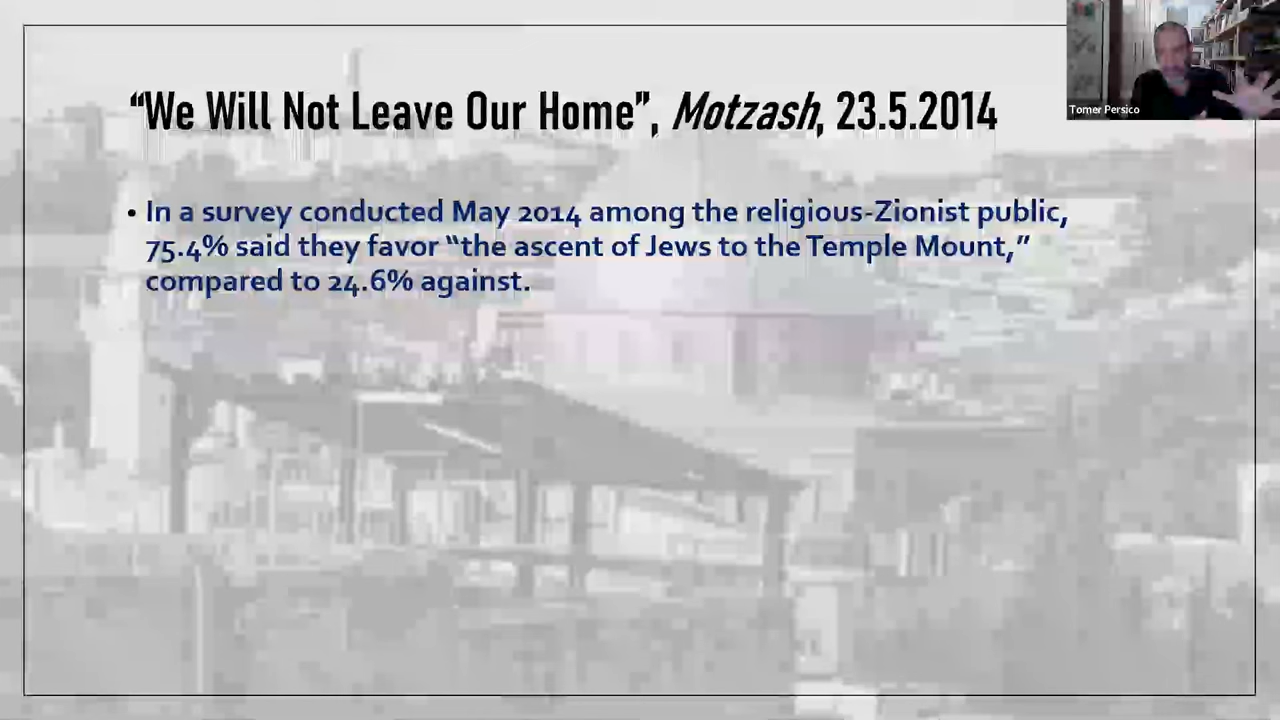 “We Will Not Leave Our Home”, Motzash, 23.5.2014
Tomer Persico
• In a survey conducted May 2014 among the religious-Zionist public,
75.4% said they favor “the ascent of Jews to the Temple Mount,”
compared to 24.6% against.